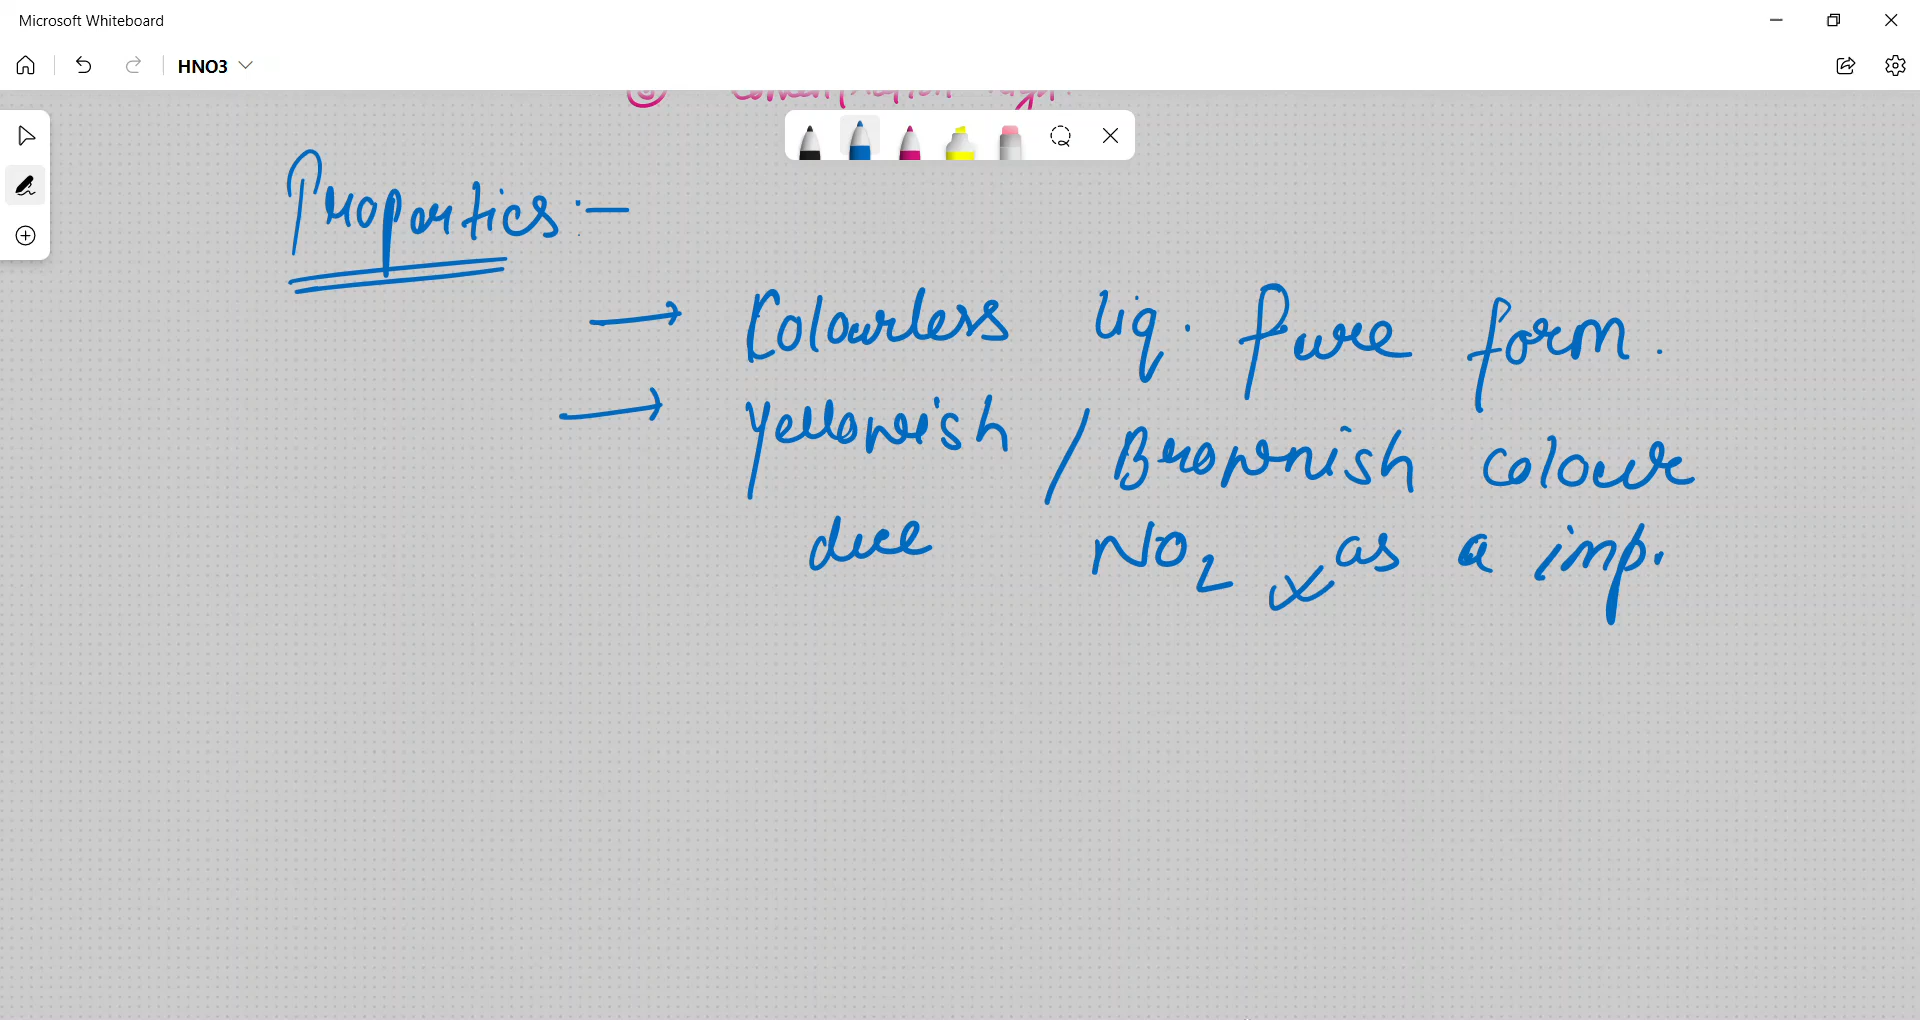 Microsoft Whiteboard
HNO3
Properties :-
→ Colourless liq. Pure form.
→ Yellowish / Brownish colour
due NO2 as a imp.